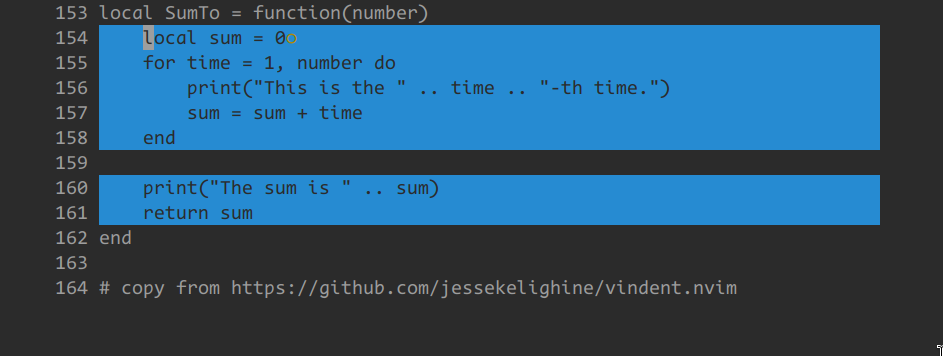 153 local SumTo = function(number)
154     local sum = 0
155     for time = 1, number do
156         print("This is the " .. time .. "-th time.")
157         sum = sum + time
158     end
159
160     print("The sum is " .. sum)
161     return sum
162 end
163
164 # copy from https://github.com/jessekelighine/vindent.nvim